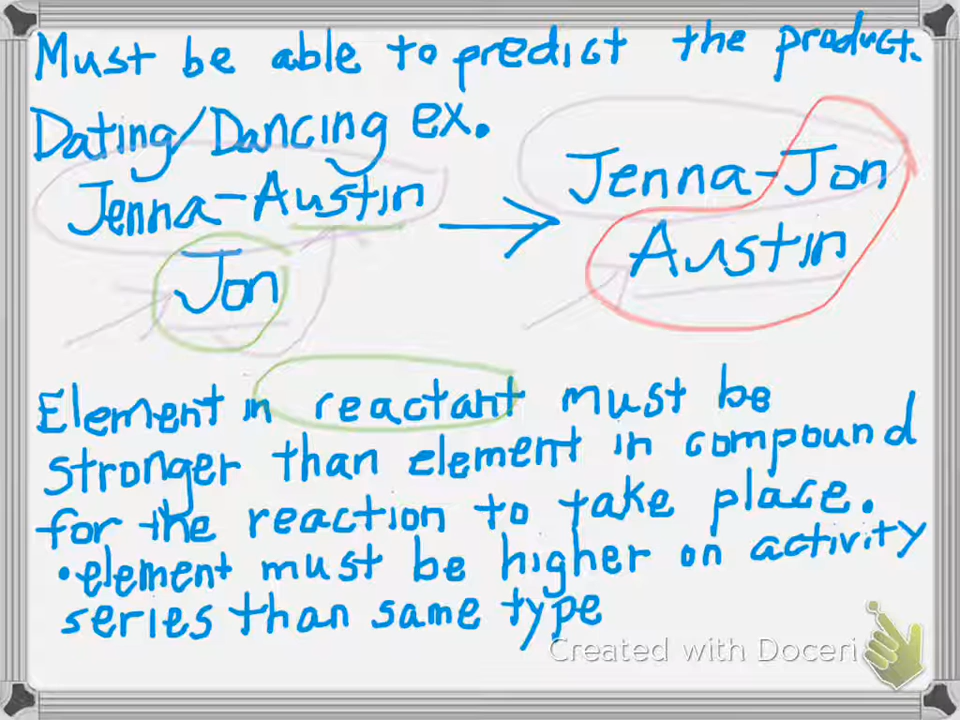 Must be able to predict the product.
Dating/Dancing ex.
Jenna-Austin → Jenna-Jon
Jon Austin
Element in reactant must be
stronger than element in compound
for the reaction to take place.
•element must be higher on activity
series than same type
Created with Doceri